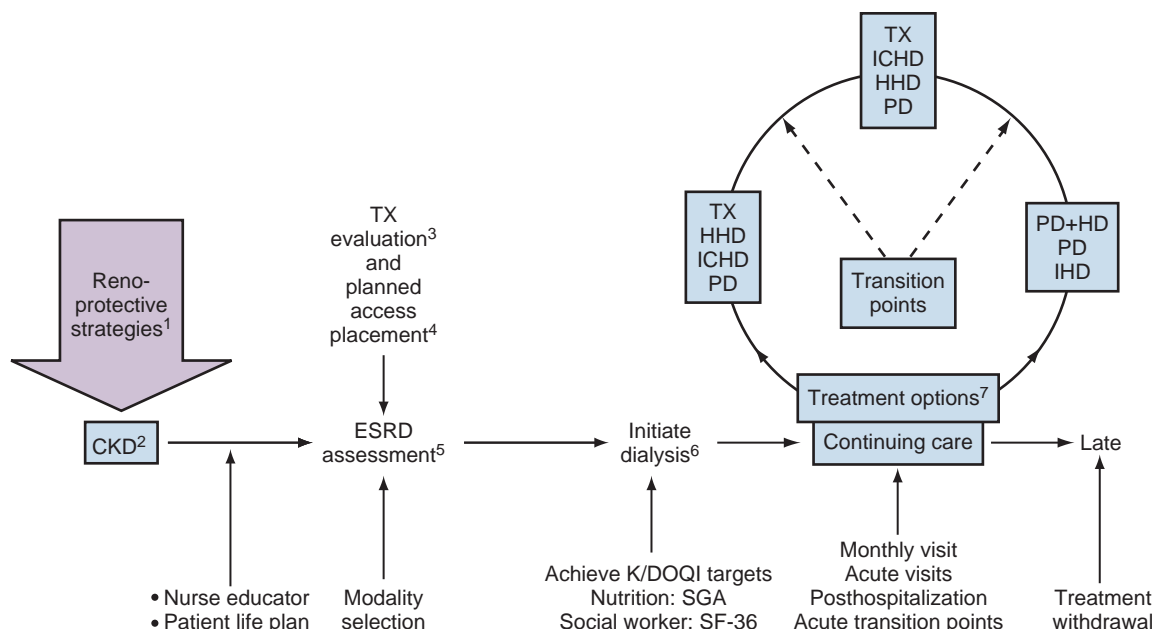 TX
ICHD
HHD
PD
TX
HHD
ICHD
PD
PD+HD
PD
IHD
Transition
points
Reno-
protective
strategies1
TX
evaluation3
and
planned
access
placement4
Treatment options7
CKD2
ESRD
assessment5
Initiate
dialysis6
Continuing care
Late
• Nurse educator
• Patient life plan
Modality
selection
Achieve K/DOQI targets
Nutrition: SGA
Social worker: SF-36
Monthly visit
Acute visits
Posthospitalization
Acute transition points
Treatment
withdrawal